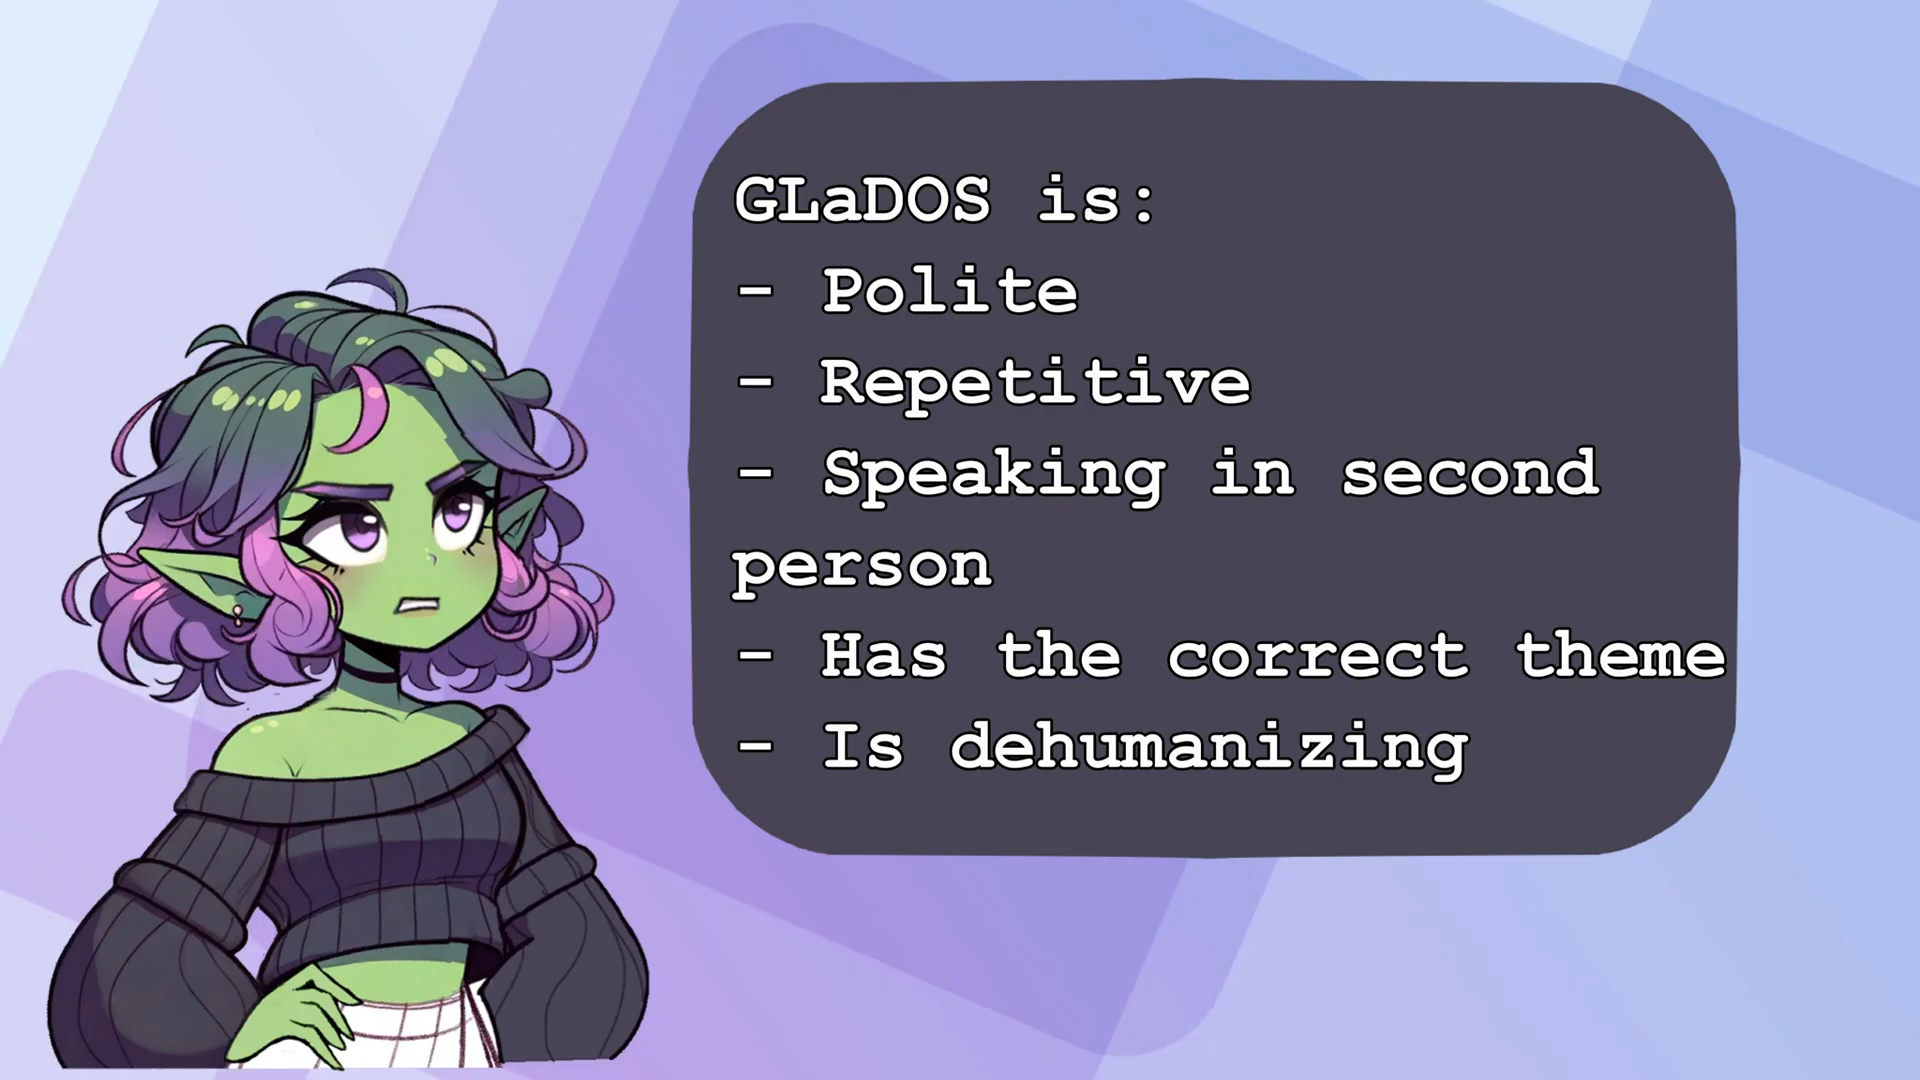 GLaDOS is:
- Polite
- Repetitive
- Speaking in second
person
- Has the correct theme
- Is dehumanizing